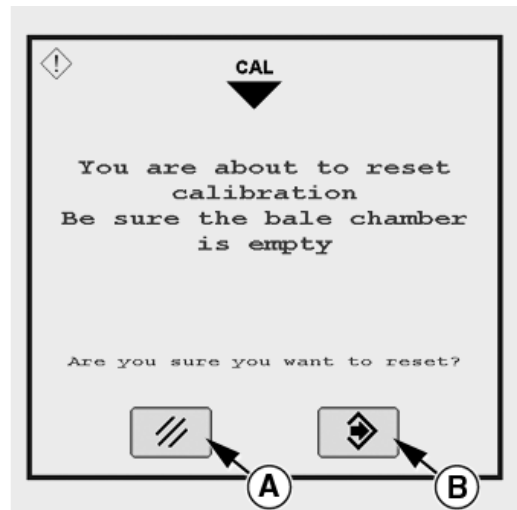 CAL
You are about to reset
calibration
Be sure the bale chamber
is empty
Are you sure you want to reset?
A
B